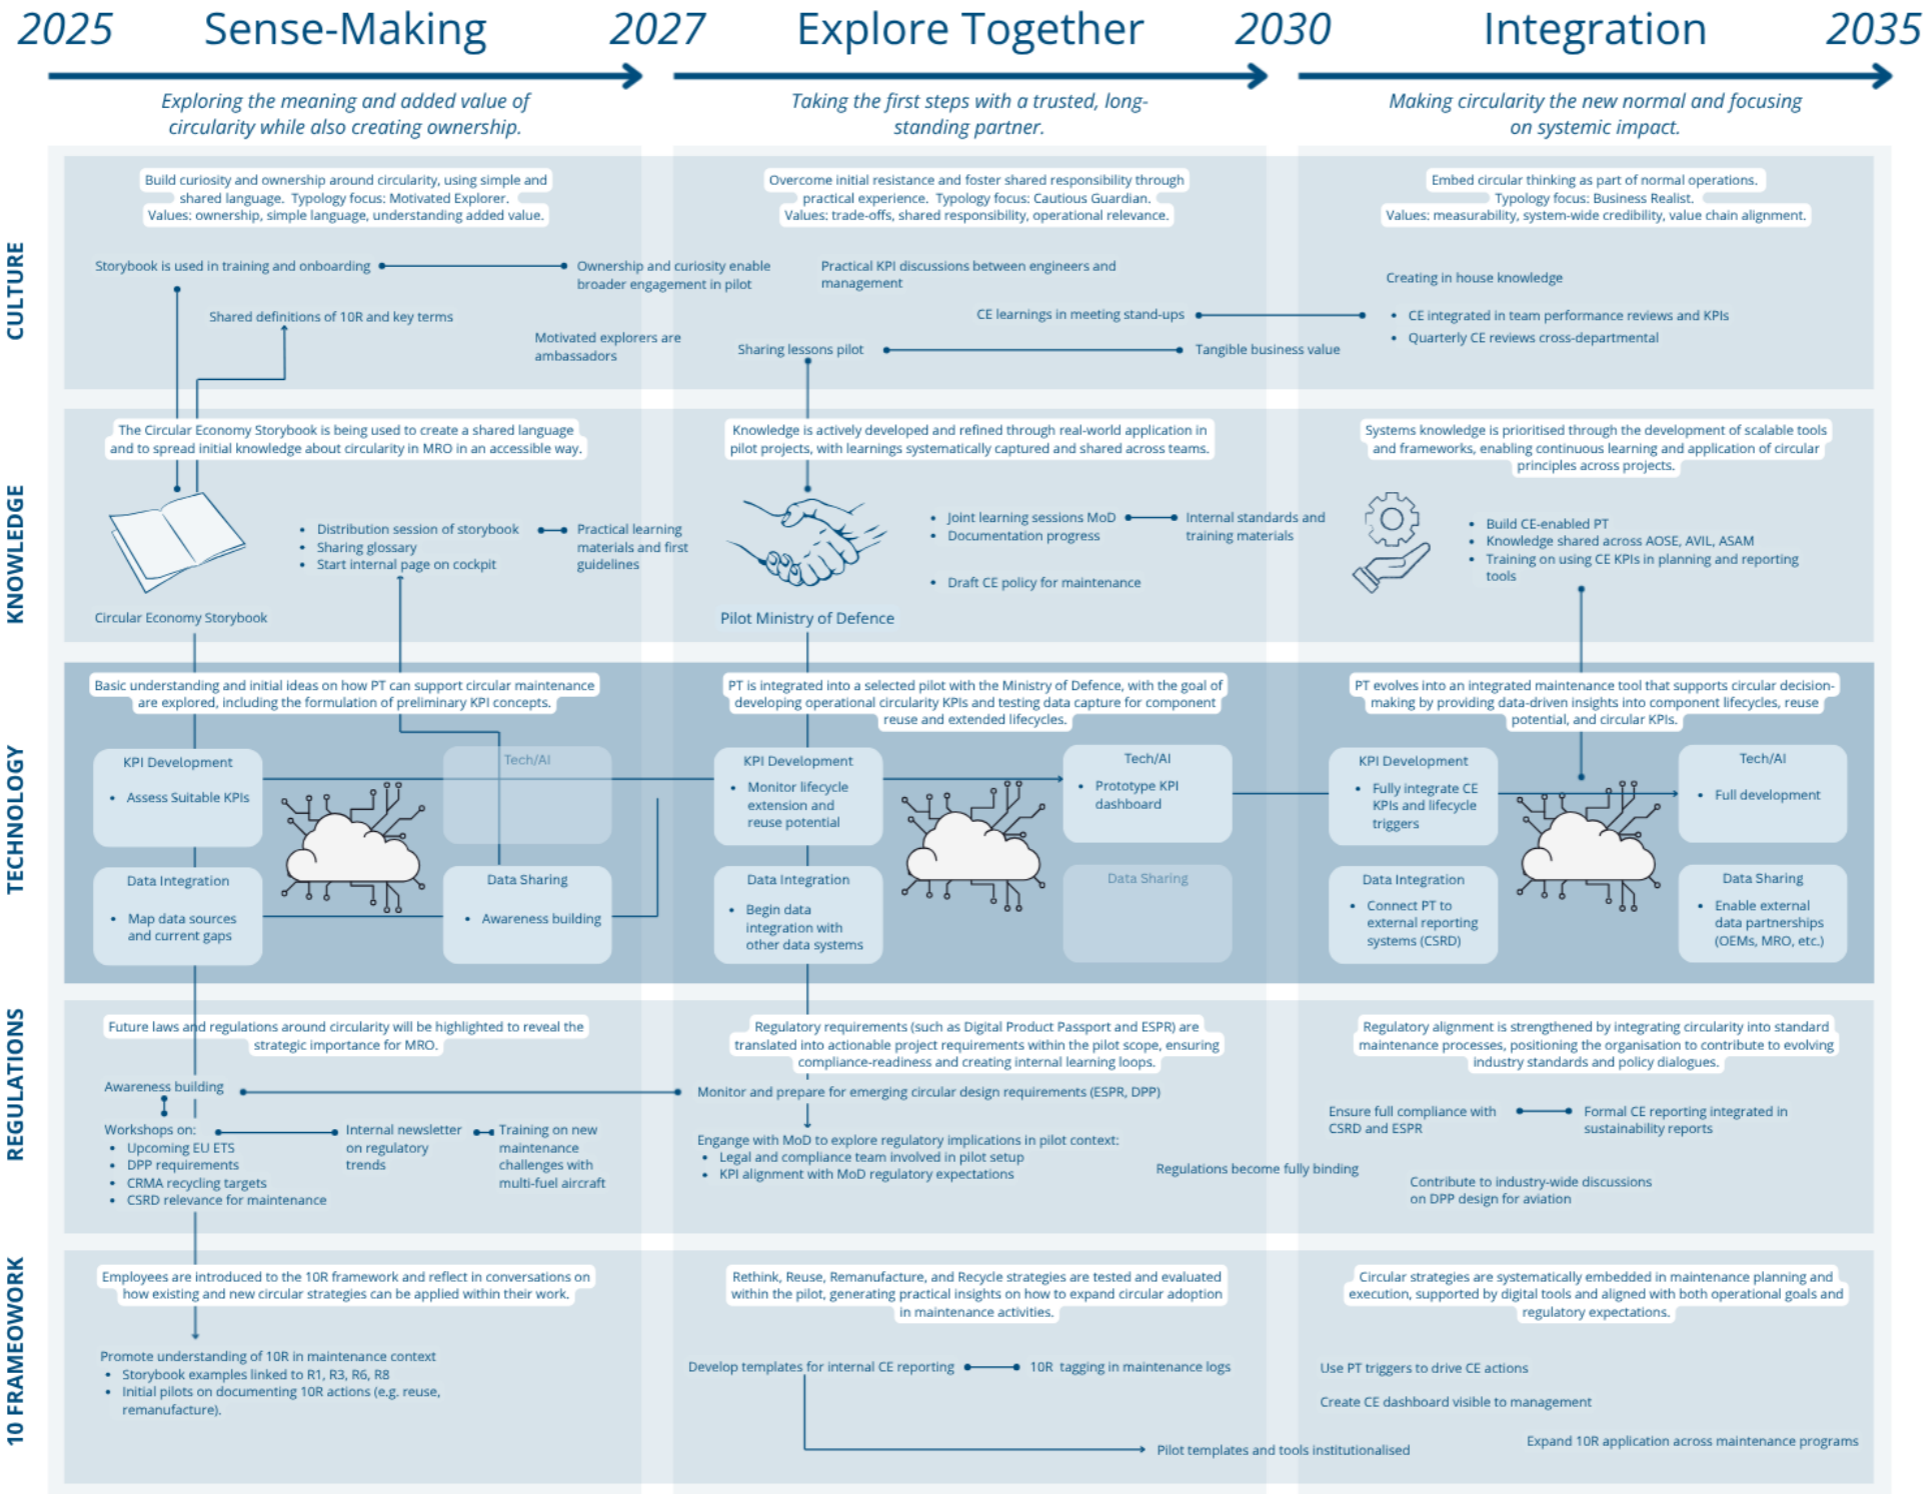 2025 Sense-Making 2027 Explore Together 2030 Integration 2035
Exploring the meaning and added value of
circularity while also creating ownership.
Taking the first steps with a trusted, long-
standing partner.
Making circularity the new normal and focusing
on systemic impact.
CULTURE
Build curiosity and ownership around circularity, using simple and
shared language. Typology focus: Motivated Explorer.
Values: ownership, simple language, understanding added value.
Storybook is used in training and onboarding
Ownership and curiosity enable
broader engagement in pilot
Shared definitions of 10R and key terms
Motivated explorers are
ambassadors
Overcome initial resistance and foster shared responsibility through
practical experience. Typology focus: Cautious Guardian.
Values: trade-offs, shared responsibility, operational relevance.
Practical KPI discussions between engineers and
management
CE learnings in meeting stand-ups
Sharing lessons pilot
Tangible business value
Embed circular thinking as part of normal operations.
Typology focus: Business Realist.
Values: measurability, system-wide credibility, value chain alignment.
Creating in house knowledge
• CE integrated in team performance reviews and KPIs
• Quarterly CE reviews cross-departmental
KNOWLEDGE
The Circular Economy Storybook is being used to create a shared language
and to spread initial knowledge about circularity in MRO in an accessible way.
• Distribution session of storybook
• Sharing glossary
• Start internal page on cockpit
Practical learning
materials and first
guidelines
Circular Economy Storybook
Knowledge is actively developed and refined through real-world application in
pilot projects, with learnings systematically captured and shared across teams.
• Joint learning sessions MoD
• Documentation progress
• Draft CE policy for maintenance
Internal standards and
training materials
Pilot Ministry of Defence
Systems knowledge is prioritised through the development of scalable tools
and frameworks, enabling continuous learning and application of circular
principles across projects.
• Build CE-enabled PT
• Knowledge shared across AOSE, AVIL, ASAM
• Training on using CE KPIs in planning and reporting
tools
TECHNOLOGY
Basic understanding and initial ideas on how PT can support circular maintenance
are explored, including the formulation of preliminary KPI concepts.
KPI Development
• Assess Suitable KPIs
Tech/AI
Data Integration
• Map data sources
and current gaps
Data Sharing
• Awareness building
PT is integrated into a selected pilot with the Ministry of Defence, with the goal of
developing operational circularity KPIs and testing data capture for component
reuse and extended lifecycles.
KPI Development
• Monitor lifecycle
extension and
reuse potential
Tech/AI
• Prototype KPI
dashboard
Data Integration
• Begin data
integration with
other data systems
Data Sharing
PT evolves into an integrated maintenance tool that supports circular decision-
making by providing data-driven insights into component lifecycles, reuse
potential, and circular KPIs.
KPI Development
• Fully integrate CE
KPIs and lifecycle
triggers
Tech/AI
• Full development
Data Integration
• Connect PT to
external reporting
systems (CSRD)
Data Sharing
• Enable external
data partnerships
(OEMs, MRO, etc.)
REGULATIONS
Future laws and regulations around circularity will be highlighted to reveal the
strategic importance for MRO.
Awareness building
Workshops on:
• Upcoming EU ETS
• DPP requirements
• CRMA recycling targets
• CSRD relevance for maintenance
Internal newsletter
on regulatory
trends
Training on new
maintenance
challenges with
multi-fuel aircraft
Regulatory requirements (such as Digital Product Passport and ESPR) are
translated into actionable project requirements within the pilot scope, ensuring
compliance-readiness and creating internal learning loops.
Monitor and prepare for emerging circular design requirements (ESPR, DPP)
Engange with MoD to explore regulatory implications in pilot context:
• Legal and compliance team involved in pilot setup
• KPI alignment with MoD regulatory expectations
Regulations become fully binding
Regulatory alignment is strengthened by integrating circularity into standard
maintenance processes, positioning the organisation to contribute to evolving
industry standards and policy dialogues.
Ensure full compliance with
CSRD and ESPR
Formal CE reporting integrated in
sustainability reports
Contribute to industry-wide discussions
on DPP design for aviation
10 FRAMEOWORK
Employees are introduced to the 10R framework and reflect in conversations on
how existing and new circular strategies can be applied within their work.
Promote understanding of 10R in maintenance context
• Storybook examples linked to R1, R3, R6, R8
• Initial pilots on documenting 10R actions (e.g. reuse,
remanufacture).
Rethink, Reuse, Remanufacture, and Recycle strategies are tested and evaluated
within the pilot, generating practical insights on how to expand circular adoption
in maintenance activities.
Develop templates for internal CE reporting
10R tagging in maintenance logs
Pilot templates and tools institutionalised
Circular strategies are systematically embedded in maintenance planning and
execution, supported by digital tools and aligned with both operational goals and
regulatory expectations.
Use PT triggers to drive CE actions
Create CE dashboard visible to management
Expand 10R application across maintenance programs